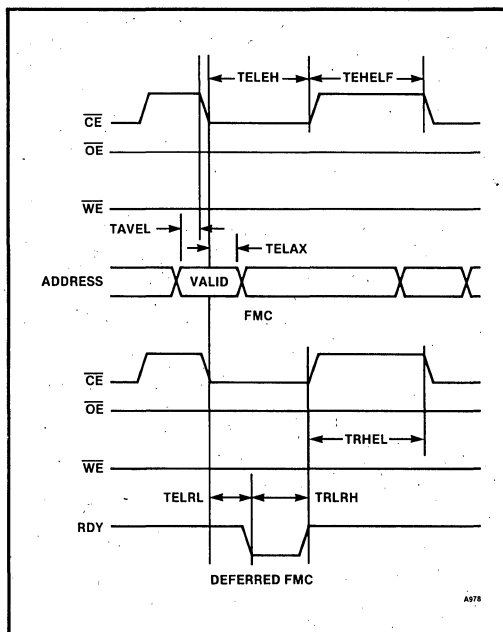 TELEH TEHELF
CE
OE
WE
TAVEL
TELAX
ADDRESS VALID
FMC
CE
OE
TRHEL
WE
TELRL TRLRH
RDY
DEFERRED FMC
A978